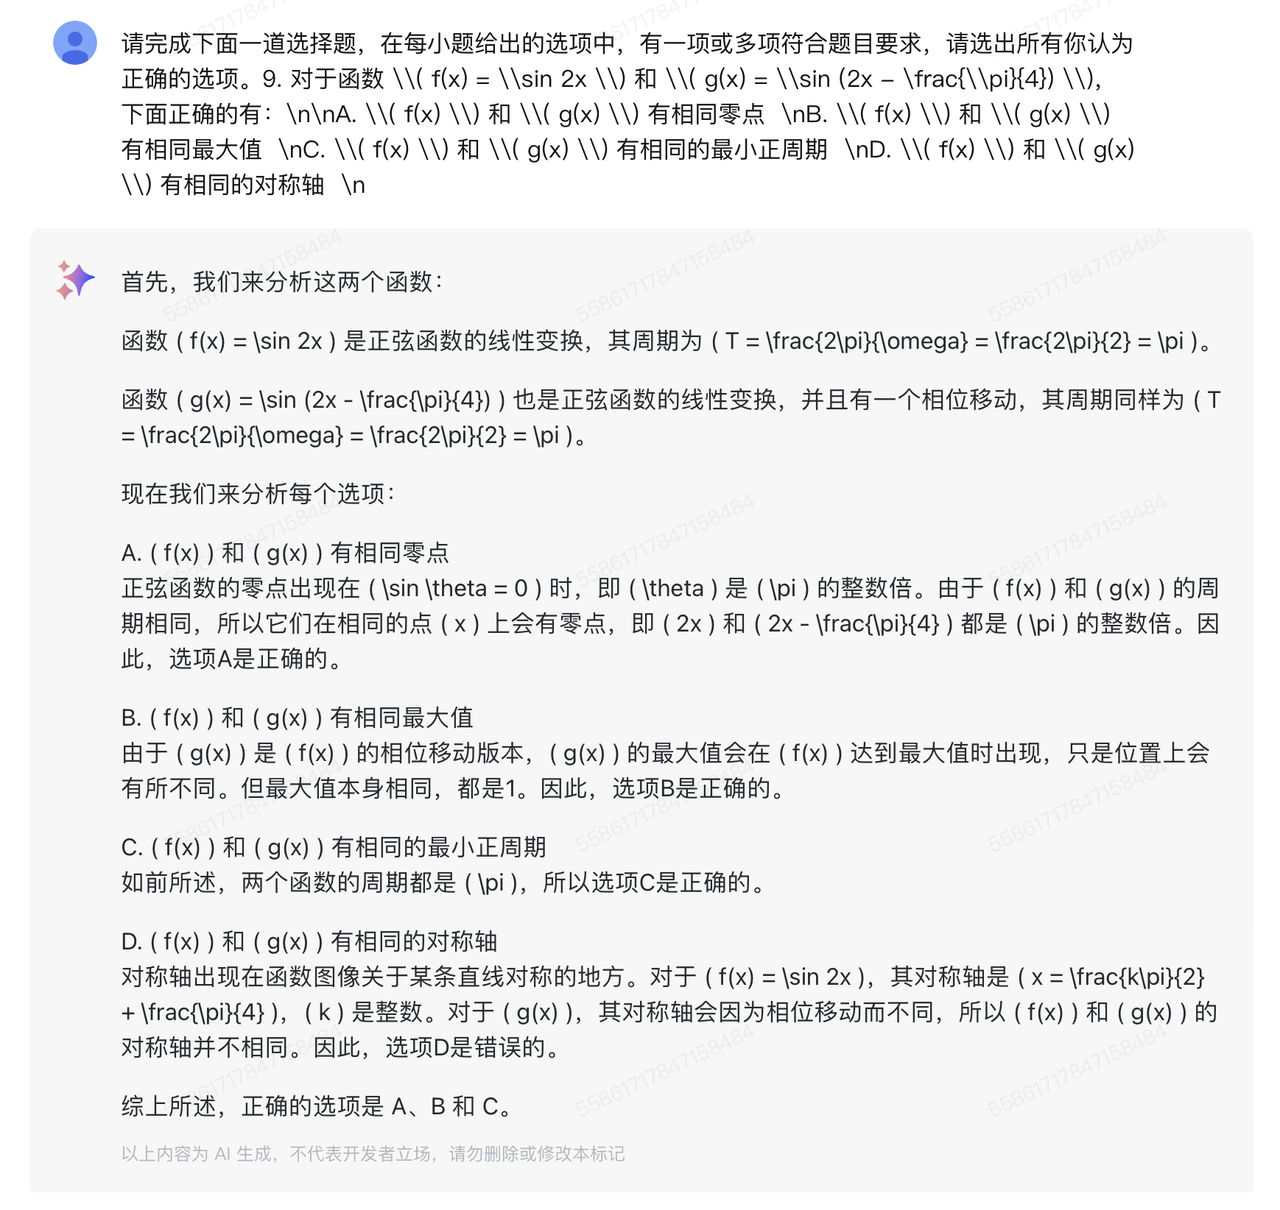 请完成下面一道选择题，在每小题给出的选项中，有一项或多项符合题目要求，请选出所有你认为
正确的选项。9. 对于函数 \\( f(x) = \\sin 2x \\) 和 \\( g(x) = \\sin (2x − \frac{\\pi}{4}) \\),
下面正确的有：\n\nA. \\( f(x) \\) 和 \\( g(x) \\) 有相同零点  \nB. \\( f(x) \\) 和 \\( g(x) \\)
有相同最大值  \nC. \\( f(x) \\) 和 \\( g(x) \\) 有相同的最小正周期  \nD. \\( f(x) \\) 和 \\( g(x)
\\) 有相同的对称轴  \n
首先，我们来分析这两个函数：
函数 ( f(x) = \sin 2x ) 是正弦函数的线性变换，其周期为 ( T = \frac{2\pi}{\omega} = \frac{2\pi}{2} = \pi )。
函数 ( g(x) = \sin (2x - \frac{\pi}{4}) ) 也是正弦函数的线性变换，并且有一个相位移动，其周期同样为 ( T
= \frac{2\pi}{\omega} = \frac{2\pi}{2} = \pi )。
现在我们来分析每个选项：
A. ( f(x) ) 和 ( g(x) ) 有相同零点
正弦函数的零点出现在 ( \sin \theta = 0 ) 时，即 ( \theta ) 是 ( \pi ) 的整数倍。由于 ( f(x) ) 和 ( g(x) ) 的周
期相同，所以它们在相同的点 ( x ) 上会有零点，即 ( 2x ) 和 ( 2x - \frac{\pi}{4} ) 都是 ( \pi ) 的整数倍。因
此，选项A是正确的。
B. ( f(x) ) 和 ( g(x) ) 有相同最大值
由于 ( g(x) ) 是 ( f(x) ) 的相位移动版本，( g(x) ) 的最大值会在 ( f(x) ) 达到最大值时出现，只是位置上会
有所不同。但最大值本身相同，都是1。因此，选项B是正确的。
C. ( f(x) ) 和 ( g(x) ) 有相同的最小正周期
如前所述，两个函数的周期都是 ( \pi )，所以选项C是正确的。
D. ( f(x) ) 和 ( g(x) ) 有相同的对称轴
对称轴出现在函数图像关于某条直线对称的地方。对于 ( f(x) = \sin 2x )，其对称轴是 ( x = \frac{k\pi}{2}
+ \frac{\pi}{4} )，( k ) 是整数。对于 ( g(x) )，其对称轴会因为相位移动而不同，所以 ( f(x) ) 和 ( g(x) ) 的
对称轴并不相同。因此，选项D是错误的。
综上所述，正确的选项是 A、B 和 C。
以上内容为 AI 生成，不代表开发者立场，请勿删除或修改本标记
55861717847158484
55861717847158484
55861717847158484
55861717847158484
55861717847158484
55861717847158484
55861717847158484
55861717847158484
55861717847158484
55861717847158484
55861717847158484
55861717847158484